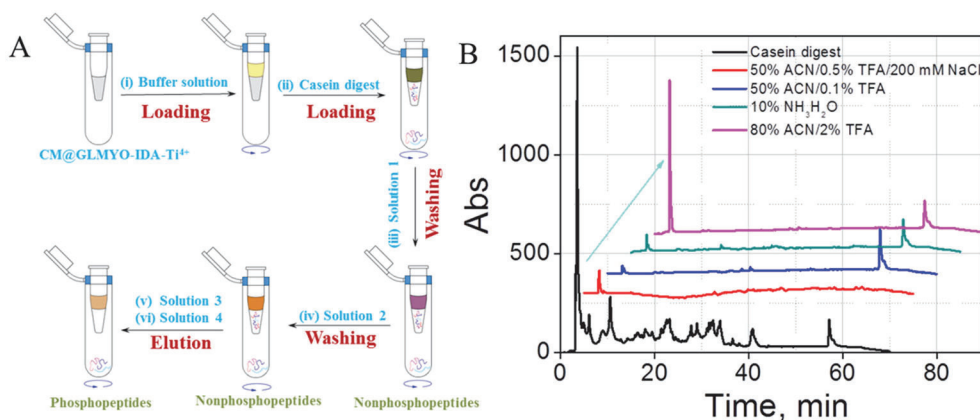 A
(i) Buffer solution
Loading
(ii) Casein digest
Loading
CM@GLMYO-IDA-Ti⁴⁺
(iii) Solution 1
Washing
(v) Solution 3
(vi) Solution 4
Elution
(iv) Solution 2
Washing
Phosphopeptides
Nonphosphopeptides
Nonphosphopeptides
B
Abs
1500
1000
500
0
Casein digest
50% ACN/0.5% TFA/200 mM NaCl
50% ACN/0.1% TFA
10% NH₃H₂O
80% ACN/2% TFA
0 20 40 60 80
Time, min